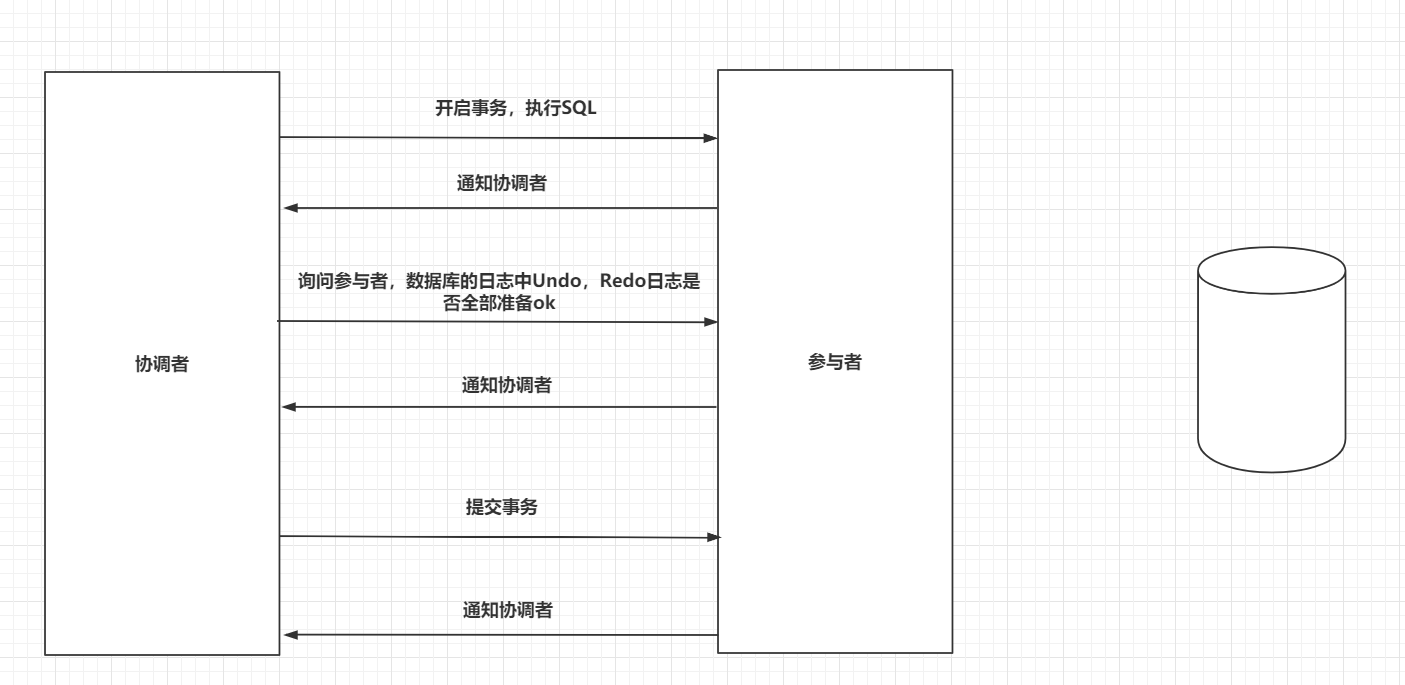 开启事务，执行SQL
通知协调者
询问参与者，数据库的日志中Undo，Redo日志是
否全部准备ok
协调者
参与者
通知协调者
提交事务
通知协调者